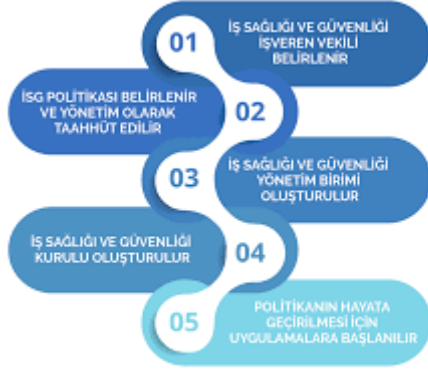 01
İŞ SAĞLIĞI VE GÜVENLİĞİ
İŞVEREN VEKİLİ
BELİRLENİR
İSG POLİTİKASI BELİRLENİR
VE YÖNETİM OLARAK
TAAHHÜT EDİLİR
02
03
İŞ SAĞLIĞI VE GÜVENLİĞİ
YÖNETİM BİRİMİ
OLUŞTURULUR
İŞ SAĞLIĞI VE GÜVENLİĞİ
KURULU OLUŞTURULUR
04
05
POLİTİKANIN HAYATA
GEÇİRİLMESİ İÇİN
UYGULAMALARA BAŞLANILIR